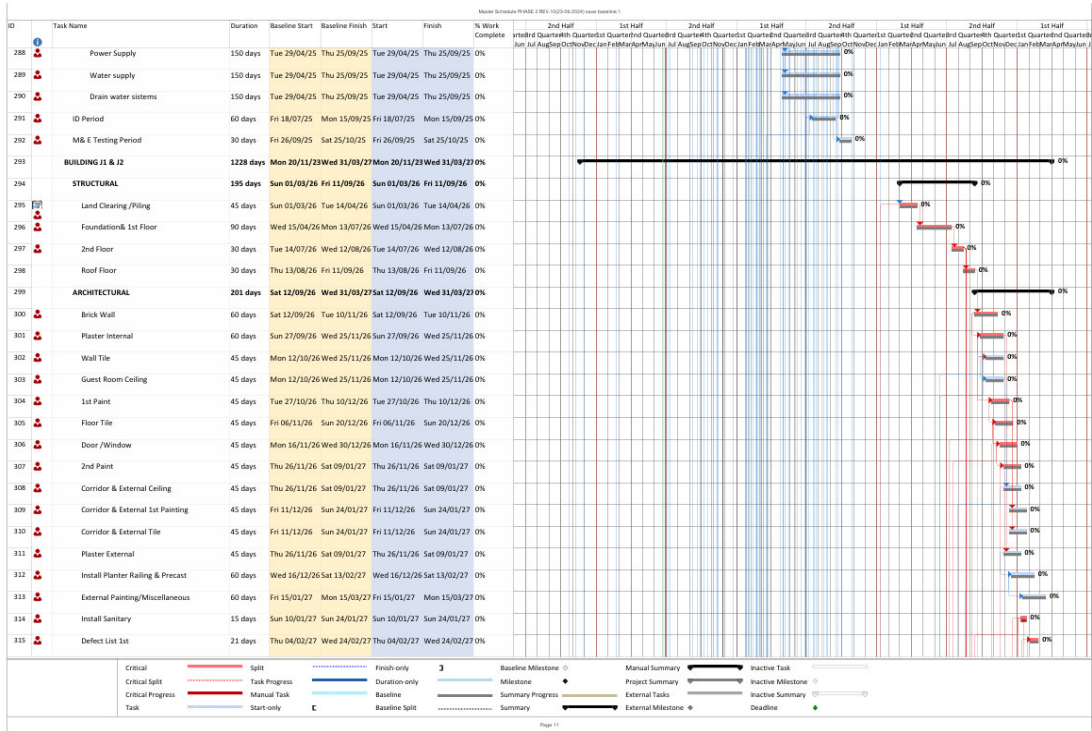 Master Schedule PHASE 2 REV.10(23-09-2024) save baseline 1
ID Task Name Duration Baseline Start Baseline Finish Start Finish % Work Complete
2nd Half 1st Half 2nd Half 1st Half 2nd Half 1st Half 2nd Half 1st Half
288 Power Supply 150 days Tue 29/04/25 Thu 25/09/25 Tue 29/04/25 Thu 25/09/25 0% 0%
289 Water supply 150 days Tue 29/04/25 Thu 25/09/25 Tue 29/04/25 Thu 25/09/25 0% 0%
290 Drain water sistems 150 days Tue 29/04/25 Thu 25/09/25 Tue 29/04/25 Thu 25/09/25 0% 0%
291 ID Period 60 days Fri 18/07/25 Mon 15/09/25 Fri 18/07/25 Mon 15/09/25 0% 0%
292 M& E Testing Period 30 days Fri 26/09/25 Sat 25/10/25 Fri 26/09/25 Sat 25/10/25 0% 0%
293 BUILDING J1 & J2 1228 days Mon 20/11/23 Wed 31/03/27 Mon 20/11/23 Wed 31/03/27 0% 0%
294 STRUCTURAL 195 days Sun 01/03/26 Fri 11/09/26 Sun 01/03/26 Fri 11/09/26 0% 0%
295 Land Clearing /Piling 45 days Sun 01/03/26 Tue 14/04/26 Sun 01/03/26 Tue 14/04/26 0% 0%
296 Foundation& 1st Floor 90 days Wed 15/04/26 Mon 13/07/26 Wed 15/04/26 Mon 13/07/26 0% 0%
297 2nd Floor 30 days Tue 14/07/26 Wed 12/08/26 Tue 14/07/26 Wed 12/08/26 0% 0%
298 Roof Floor 30 days Thu 13/08/26 Fri 11/09/26 Thu 13/08/26 Fri 11/09/26 0% 0%
299 ARCHITECTURAL 201 days Sat 12/09/26 Wed 31/03/27 Sat 12/09/26 Wed 31/03/27 0% 0%
300 Brick Wall 60 days Sat 12/09/26 Tue 10/11/26 Sat 12/09/26 Tue 10/11/26 0% 0%
301 Plaster Internal 60 days Sun 27/09/26 Wed 25/11/26 Sun 27/09/26 Wed 25/11/26 0% 0%
302 Wall Tile 45 days Mon 12/10/26 Wed 25/11/26 Mon 12/10/26 Wed 25/11/26 0% 0%
303 Guest Room Ceiling 45 days Mon 12/10/26 Wed 25/11/26 Mon 12/10/26 Wed 25/11/26 0% 0%
304 1st Paint 45 days Tue 27/10/26 Thu 10/12/26 Tue 27/10/26 Thu 10/12/26 0% 0%
305 Floor Tile 45 days Fri 06/11/26 Sun 20/12/26 Fri 06/11/26 Sun 20/12/26 0% 0%
306 Door /Window 45 days Mon 16/11/26 Wed 30/12/26 Mon 16/11/26 Wed 30/12/26 0% 0%
307 2nd Paint 45 days Thu 26/11/26 Sat 09/01/27 Thu 26/11/26 Sat 09/01/27 0% 0%
308 Corridor & External Ceiling 45 days Thu 26/11/26 Sat 09/01/27 Thu 26/11/26 Sat 09/01/27 0% 0%
309 Corridor & External 1st Painting 45 days Fri 11/12/26 Sun 24/01/27 Fri 11/12/26 Sun 24/01/27 0% 0%
310 Corridor & External Tile 45 days Fri 11/12/26 Sun 24/01/27 Fri 11/12/26 Sun 24/01/27 0% 0%
311 Plaster External 45 days Thu 26/11/26 Sat 09/01/27 Thu 26/11/26 Sat 09/01/27 0% 0%
312 Install Planter Railing & Precast 60 days Wed 16/12/26 Sat 13/02/27 Wed 16/12/26 Sat 13/02/27 0% 0%
313 External Painting/Miscellaneous 60 days Fri 15/01/27 Mon 15/03/27 Fri 15/01/27 Mon 15/03/27 0% 0%
314 Install Sanitary 15 days Sun 10/01/27 Sun 24/01/27 Sun 10/01/27 Sun 24/01/27 0% 0%
315 Defect List 1st 21 days Thu 04/02/27 Wed 24/02/27 Thu 04/02/27 Wed 24/02/27 0% 0%
Critical Split Finish-only Baseline Milestone Manual Summary Inactive Task
Critical Split Task Progress Duration-only Milestone Project Summary Inactive Milestone
Critical Progress Manual Task Baseline Summary Progress External Tasks Inactive Summary
Task Start-only Baseline Split Summary External Milestone Deadline
Page 11